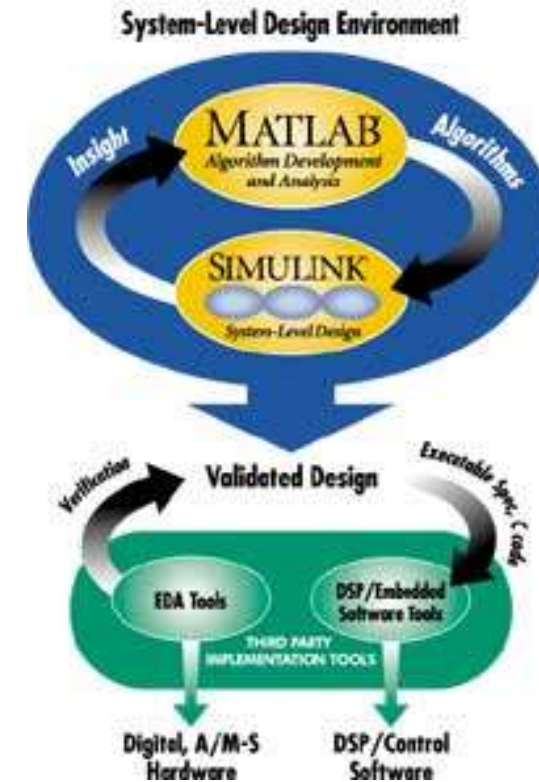 System-Level Design Environment
Insight
MATLAB
Algorithm Development
and Analysis
Algorithms
SIMULINK
System-Level Design
Verification
Validated Design
Executable Spec, C code
EDA Tools
DSP/Embedded
Software Tools
THIRD PARTY
IMPLEMENTATION TOOLS
Digital, A/M-S
Hardware
DSP/Control
Software